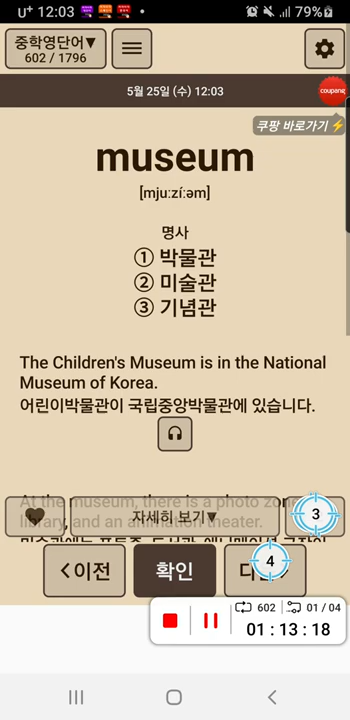 U⁺ 12:03 79%
중학영단어▼
602 / 1796
5월 25일 (수) 12:03
coupang
쿠팡 바로가기⚡
museum
[mjuːzíːəm]
명사
① 박물관
② 미술관
③ 기념관
The Children's Museum is in the National
Museum of Korea.
어린이박물관이 국립중앙박물관에 있습니다.
At the museum, there is a photo zone
library, and an animation theater.
자세히 보기▼
3
<이전
확인
4
602 01 / 04
01 : 13 : 18